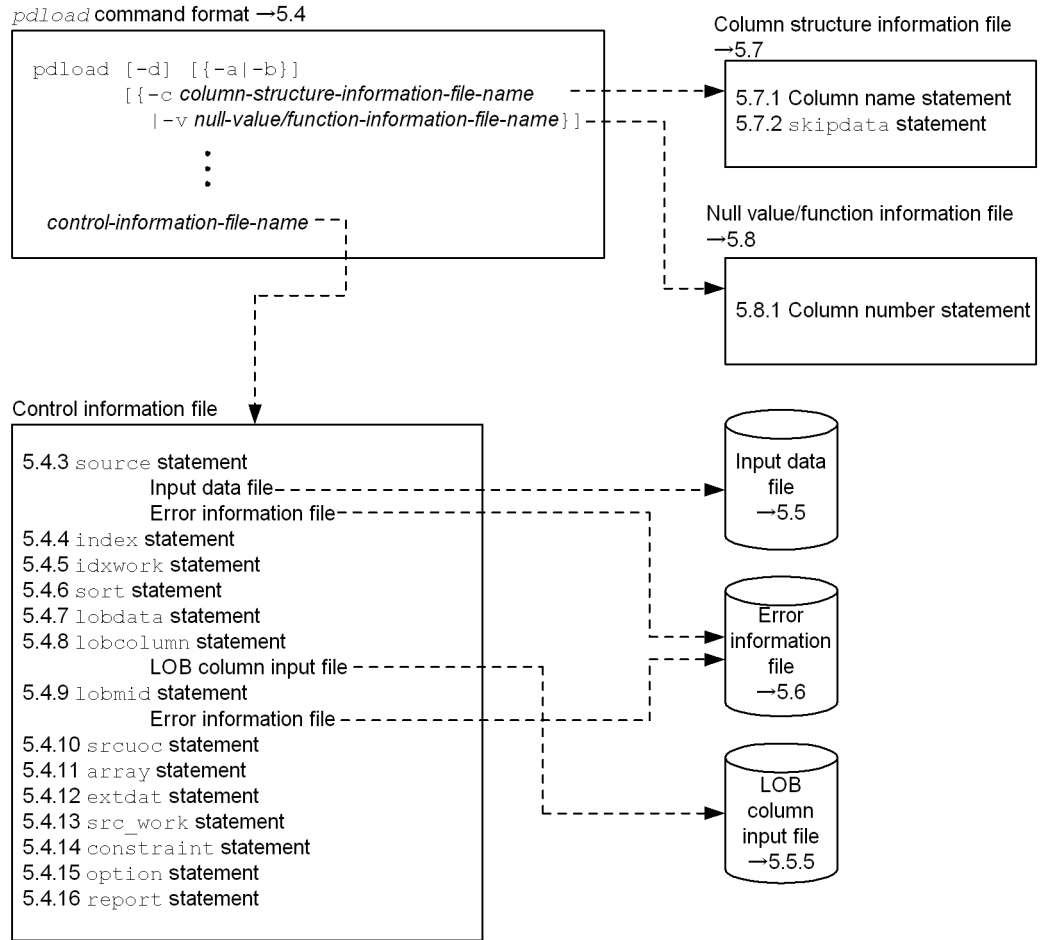 pdload command format →5.4
pdload [-d] [{-a|-b}]
[{-c column-structure-information-file-name
|-v null-value/function-information-file-name}]
control-information-file-name
Column structure information file
→5.7
5.7.1 Column name statement
5.7.2 skipdata statement
Null value/function information file
→5.8
5.8.1 Column number statement
Control information file
5.4.3 source statement
Input data file
Error information file
5.4.4 index statement
5.4.5 idxwork statement
5.4.6 sort statement
5.4.7 lobdata statement
5.4.8 lobcolumn statement
LOB column input file
5.4.9 lobmid statement
Error information file
5.4.10 srcuoc statement
5.4.11 array statement
5.4.12 extdat statement
5.4.13 src_work statement
5.4.14 constraint statement
5.4.15 option statement
5.4.16 report statement
Input data
file
→5.5
Error
information
file
→5.6
LOB
column
input file
→5.5.5